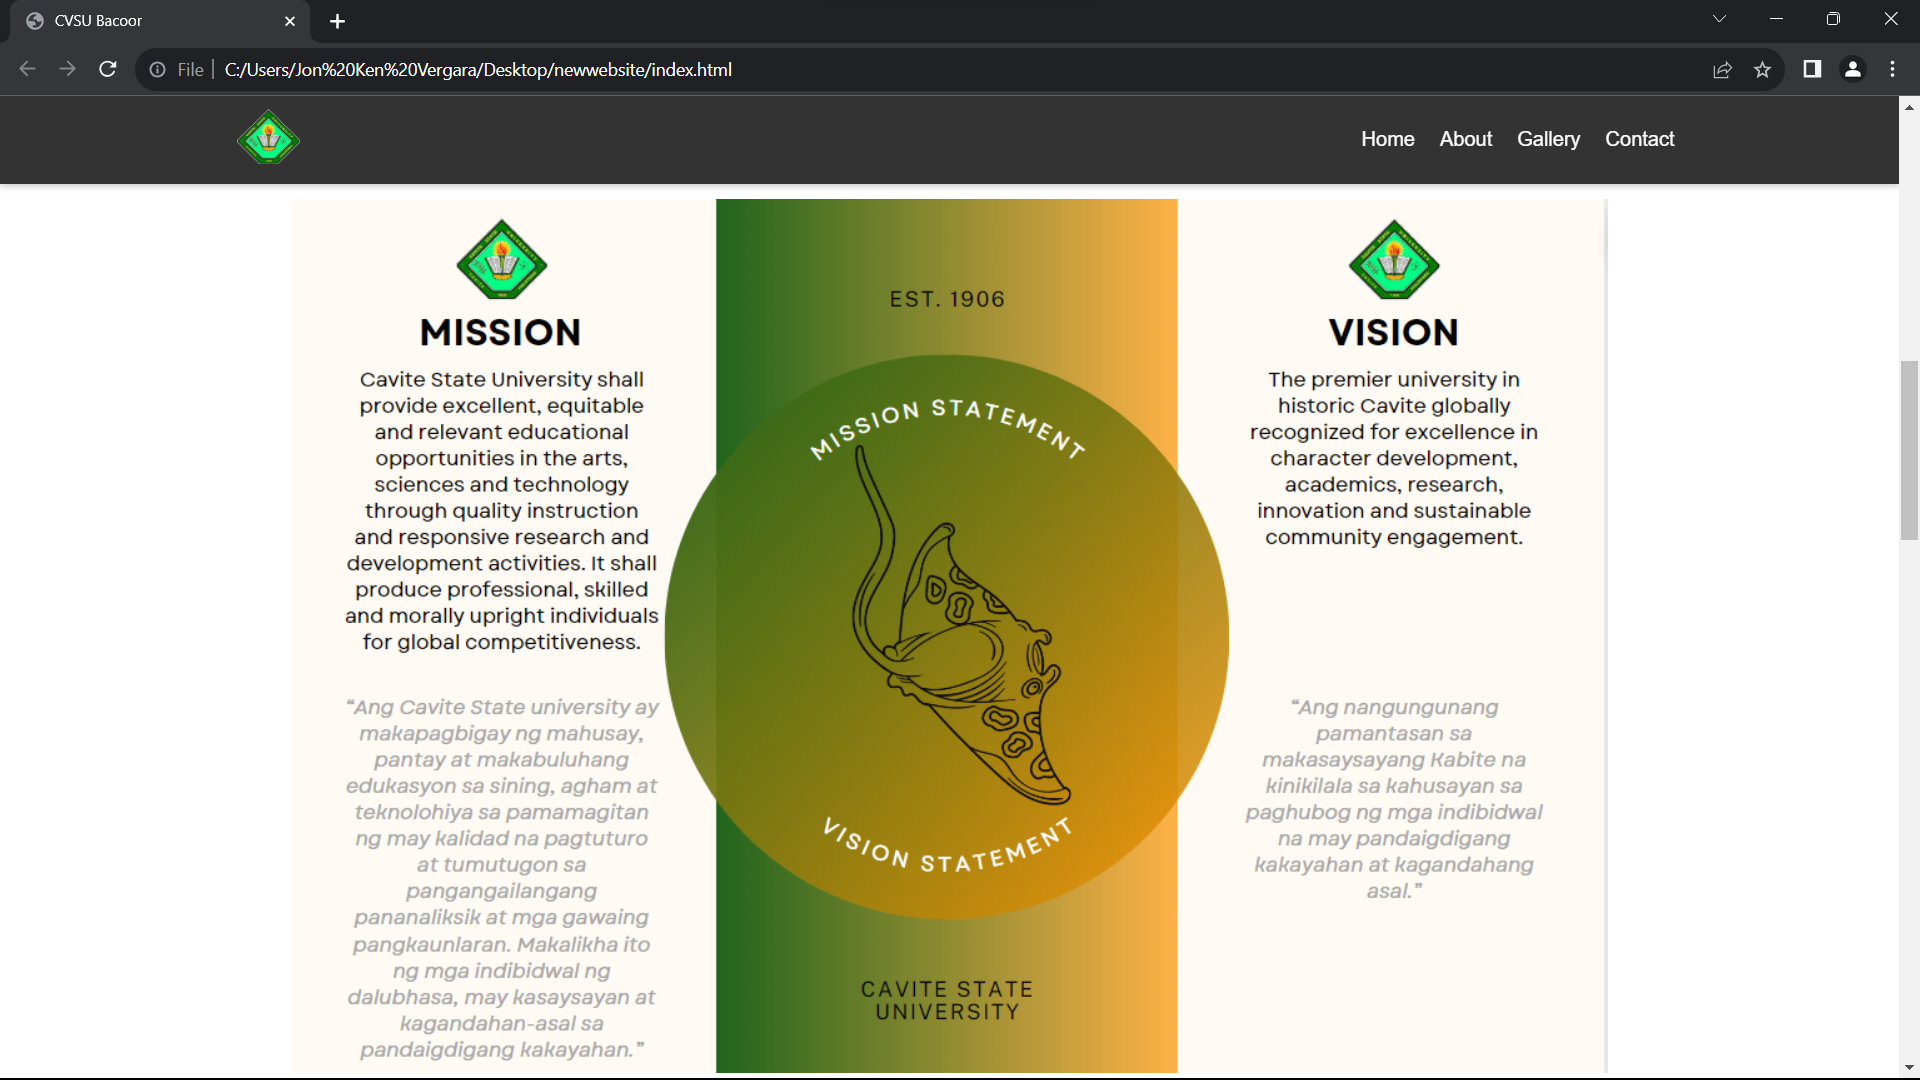 CVSU Bacoor
File
C:/Users/Jon%20Ken%20Vergara/Desktop/newwebsite/index.html
Home About Gallery Contact
MISSION
Cavite State University shall
provide excellent, equitable
and relevant educational
opportunities in the arts,
sciences and technology
through quality instruction
and responsive research and
development activities. It shall
produce professional, skilled
and morally upright individuals
for global competitiveness.
“Ang Cavite State university ay
makapagbigay ng mahusay,
pantay at makabuluhang
edukasyon sa sining, agham at
teknolohiya sa pamamagitan
ng may kalidad na pagtuturo
at tumutugon sa
pangangailangang
pananaliksik at mga gawaing
pangkaunlaran. Makalikha ito
ng mga indibidwal ng
dalubhasa, may kasaysayan at
kagandahan-asal sa
pandaigdigang kakayahan.”
EST. 1906
MISSION STATEMENT
VISION STATEMENT
CAVITE STATE
UNIVERSITY
VISION
The premier university in
historic Cavite globally
recognized for excellence in
character development,
academics, research,
innovation and sustainable
community engagement.
“Ang nangungunang
pamantasan sa
makasaysayang Kabite na
kinikilala sa kahusayan sa
paghubog ng mga indibidwal
na may pandaigdigang
kakayahan at kagandahang
asal.”